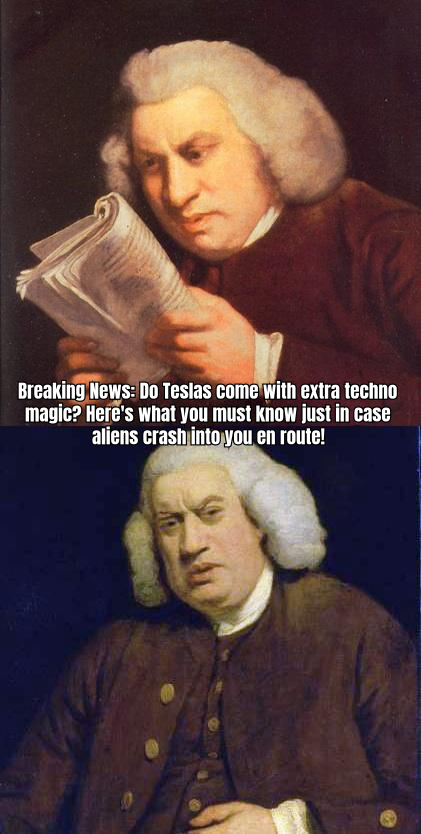 Breaking News: Do Teslas come with extra techno
magic? Here's what you must know just in case
aliens crash into you en route!